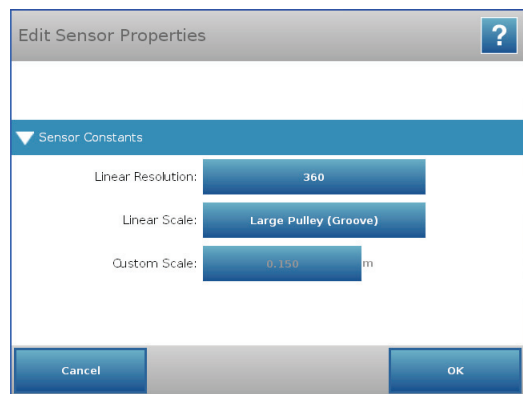 Edit Sensor Properties ?
Sensor Constants
Linear Resolution: 360
Linear Scale: Large Pulley (Groove)
Custom Scale: 0.150 m
Cancel OK